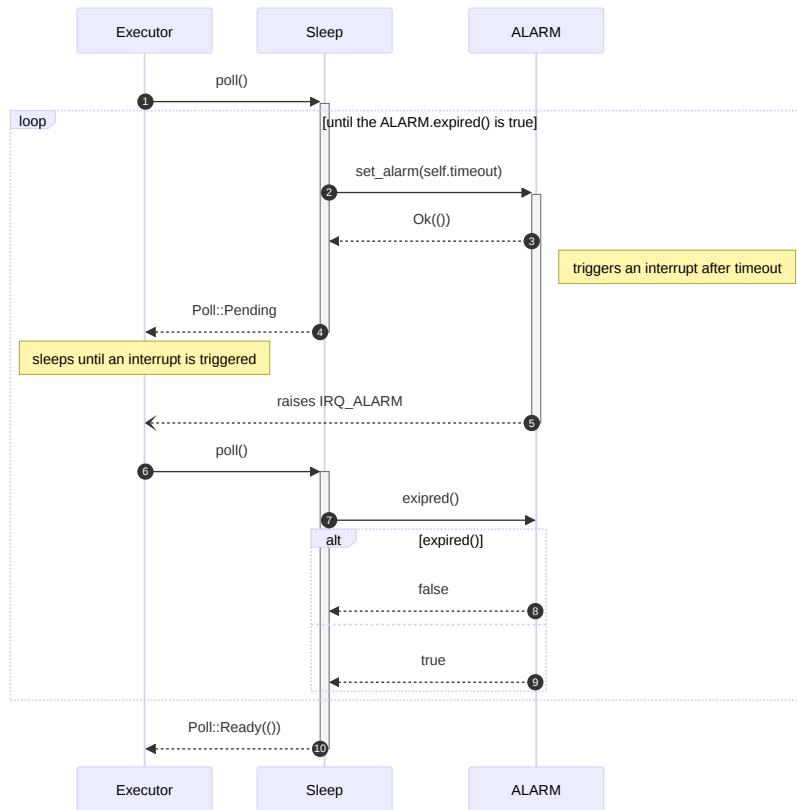 Executor Sleep ALARM
poll()
1
loop [until the ALARM.expired() is true]
set_alarm(self.timeout)
2
Ok(())
3
triggers an interrupt after timeout
Poll::Pending
4
sleeps until an interrupt is triggered
raises IRQ_ALARM
5
poll()
6
exipred()
7
alt [expired()]
false
8
true
9
Poll::Ready(())
10
Executor Sleep ALARM